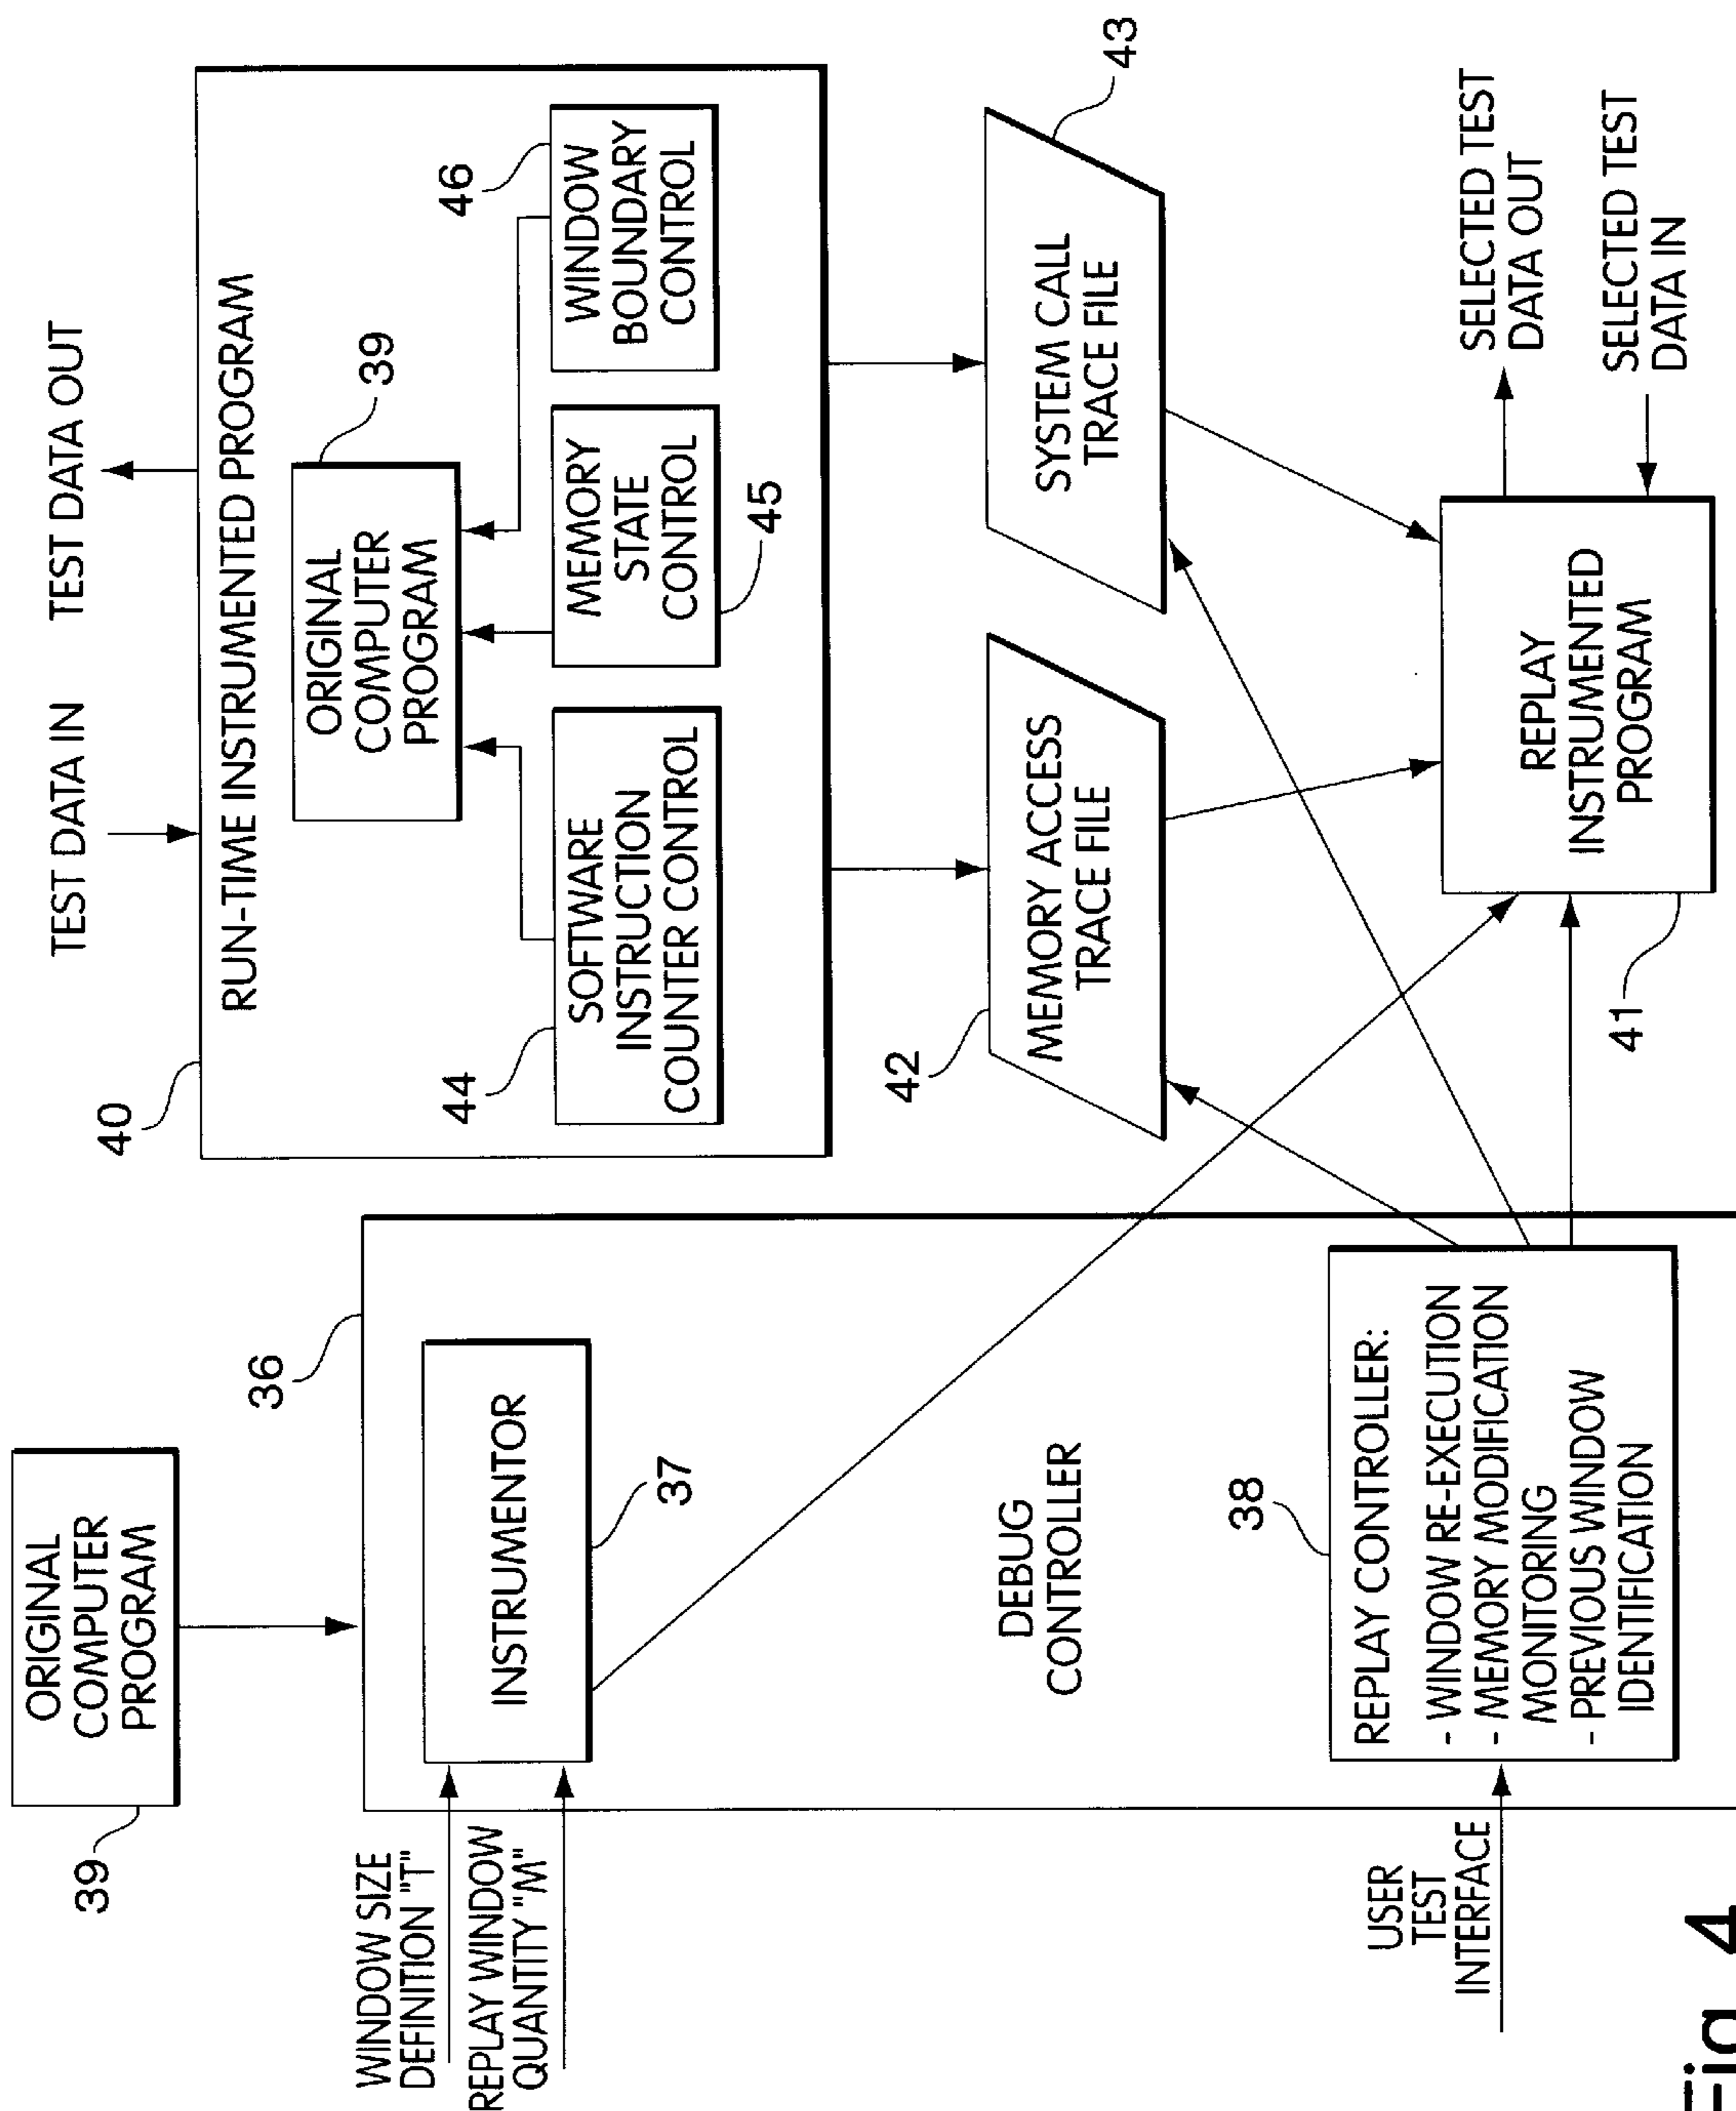 ORIGINAL
COMPUTER
PROGRAM
39
WINDOW SIZE
DEFINITION "T"
REPLAY WINDOW
QUANTITY "M"
36
INSTRUMENTOR
37
DEBUG
CONTROLLER
USER
TEST
INTERFACE
38
REPLAY CONTROLLER:
- WINDOW RE-EXECUTION
- MEMORY MODIFICATION
MONITORING
- PREVIOUS WINDOW
IDENTIFICATION
TEST DATA IN
TEST DATA OUT
40
RUN-TIME INSTRUMENTED PROGRAM
ORIGINAL
COMPUTER
PROGRAM
39
44
SOFTWARE
INSTRUCTION
COUNTER CONTROL
MEMORY
STATE
CONTROL
45
46
WINDOW
BOUNDARY
CONTROL
42
MEMORY ACCESS
TRACE FILE
SYSTEM CALL
TRACE FILE
43
REPLAY
INSTRUMENTED
PROGRAM
41
SELECTED TEST
DATA OUT
SELECTED TEST
DATA IN
Fig. 4